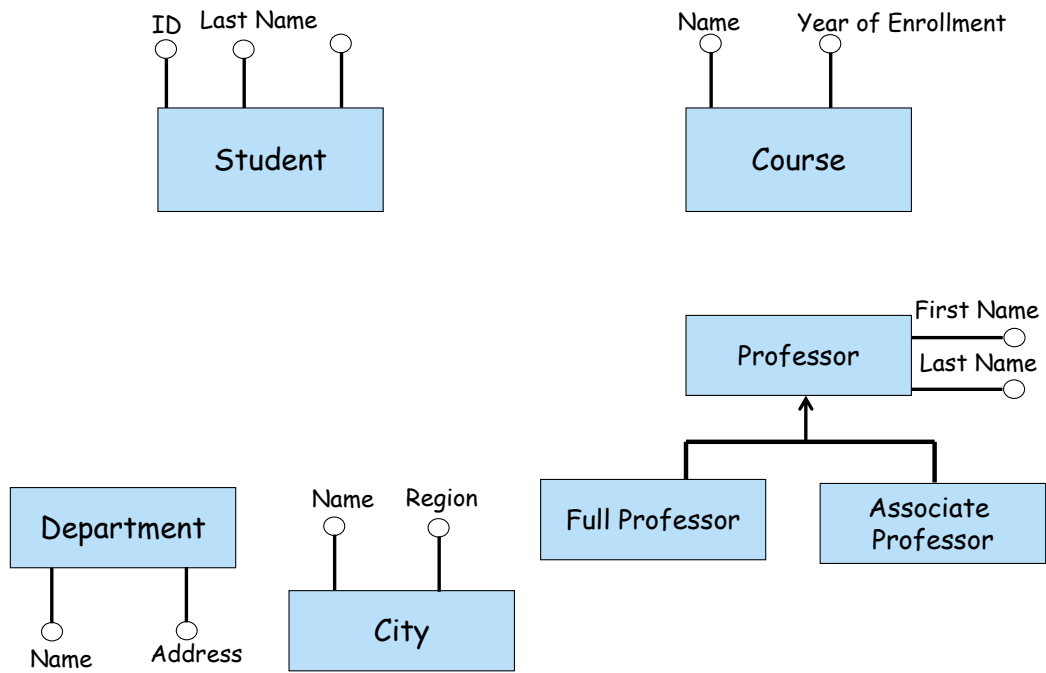 ID
Last Name
Name
Year of Enrollment
Student
Course
First Name
Professor
Last Name
Department
Name
Region
Full Professor
Associate
Professor
City
Name
Address